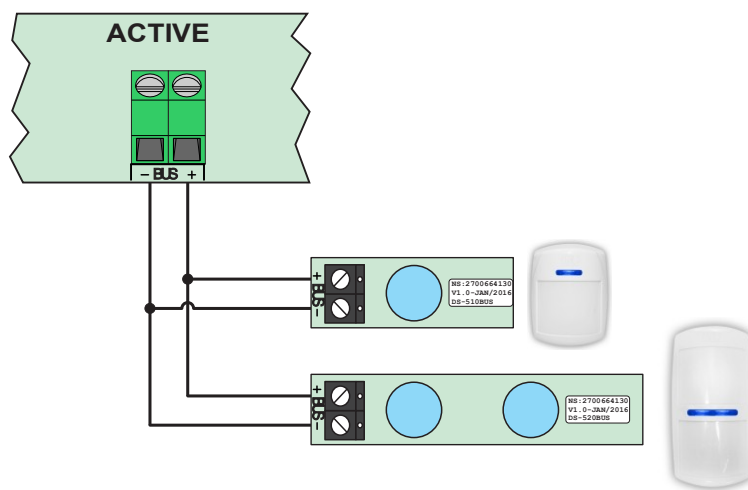 ACTIVE
- BUS +
+ BUS -
NS:2700664130
V1.0-JAN/2016
DS-510BUS
+ BUS -
NS:2700664130
V1.0-JAN/2016
DS-520BUS